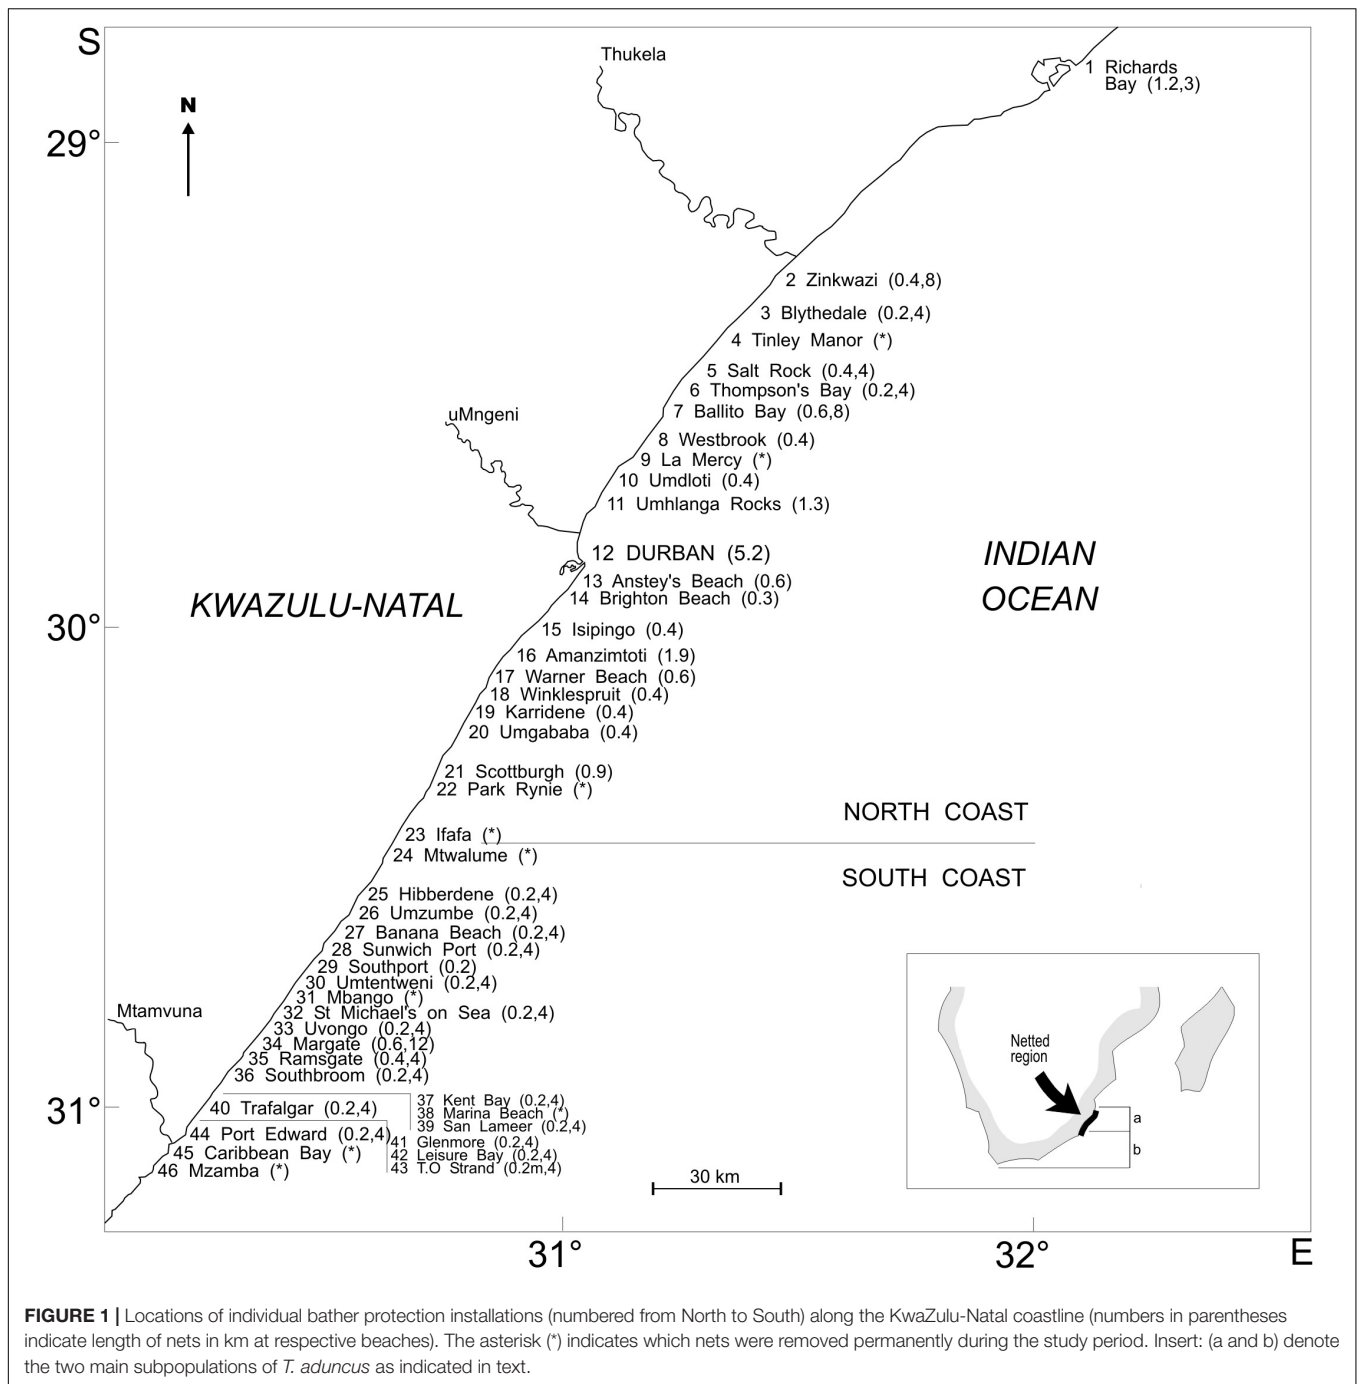 S
Thukela
1 Richards
Bay (1.2,3)
N
29°
2 Zinkwazi (0.4,8)
3 Blythedale (0.2,4)
4 Tinley Manor (*)
5 Salt Rock (0.4,4)
6 Thompson's Bay (0.2,4)
7 Ballito Bay (0.6,8)
uMngeni
8 Westbrook (0.4)
9 La Mercy (*)
10 Umdloti (0.4)
11 Umhlanga Rocks (1.3)
12 DURBAN (5.2)
INDIAN
OCEAN
13 Anstey's Beach (0.6)
14 Brighton Beach (0.3)
KWAZULU-NATAL
30°
15 Isipingo (0.4)
16 Amanzimtoti (1.9)
17 Warner Beach (0.6)
18 Winklespruit (0.4)
19 Karridene (0.4)
20 Umgababa (0.4)
21 Scottburgh (0.9)
22 Park Rynie (*)
NORTH COAST
23 Ifafa (*)
24 Mtwalume (*)
SOUTH COAST
25 Hibberdene (0.2,4)
26 Umzumbe (0.2,4)
27 Banana Beach (0.2,4)
28 Sunwich Port (0.2,4)
29 Southport (0.2)
30 Umtentweni (0.2,4)
31 Mbango (*)
Mtamvuna
32 St Michael's on Sea (0.2,4)
33 Uvongo (0.2,4)
34 Margate (0.6,12)
35 Ramsgate (0.4,4)
36 Southbroom (0.2,4)
31°
37 Kent Bay (0.2,4)
38 Marina Beach (*)
39 San Lameer (0.2,4)
40 Trafalgar (0.2,4)
41 Glenmore (0.2,4)
42 Leisure Bay (0.2,4)
43 T.O Strand (0.2m,4)
44 Port Edward (0.2,4)
45 Caribbean Bay (*)
46 Mzamba (*)
30 km
Netted
region
a
b
31°
32°
E
FIGURE 1 | Locations of individual bather protection installations (numbered from North to South) along the KwaZulu-Natal coastline (numbers in parentheses
indicate length of nets in km at respective beaches). The asterisk (*) indicates which nets were removed permanently during the study period. Insert: (a and b) denote
the two main subpopulations of T. aduncus as indicated in text.